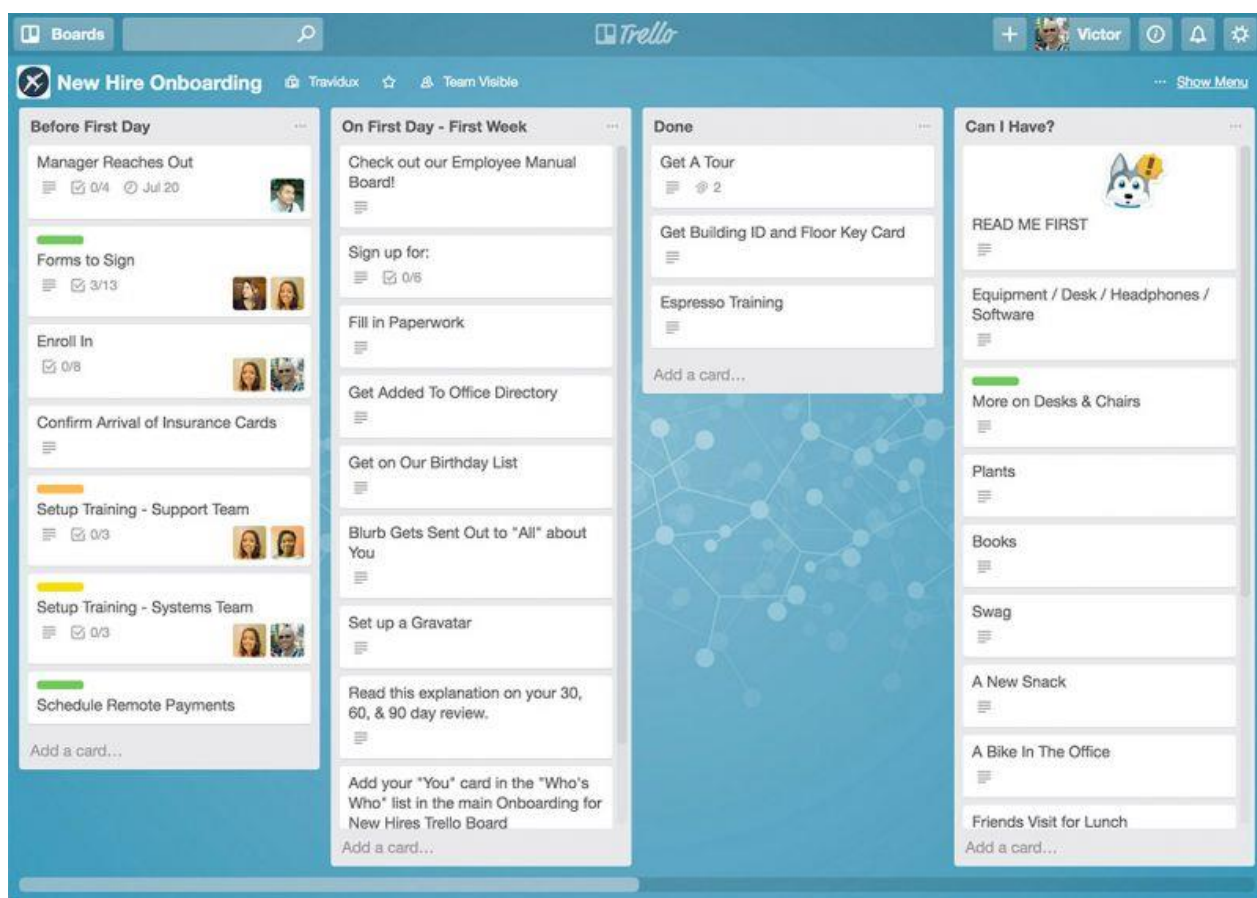 Boards
Trello
+
Victor
New Hire Onboarding
Travidux
Team Visible
... Show Menu
Before First Day
Manager Reaches Out
0/4 Jul 20
Forms to Sign
3/13
Enroll In
0/8
Confirm Arrival of Insurance Cards
Setup Training - Support Team
0/3
Setup Training - Systems Team
0/3
Schedule Remote Payments
Add a card...
On First Day - First Week
Check out our Employee Manual
Board!
Sign up for:
0/6
Fill in Paperwork
Get Added To Office Directory
Get on Our Birthday List
Blurb Gets Sent Out to "All" about
You
Set up a Gravatar
Read this explanation on your 30,
60, & 90 day review.
Add your "You" card in the "Who's
Who" list in the main Onboarding for
New Hires Trello Board
Add a card...
Done
Get A Tour
2
Get Building ID and Floor Key Card
Espresso Training
Add a card...
Can I Have?
READ ME FIRST
Equipment / Desk / Headphones /
Software
More on Desks & Chairs
Plants
Books
Swag
A New Snack
A Bike In The Office
Friends Visit for Lunch
Add a card...